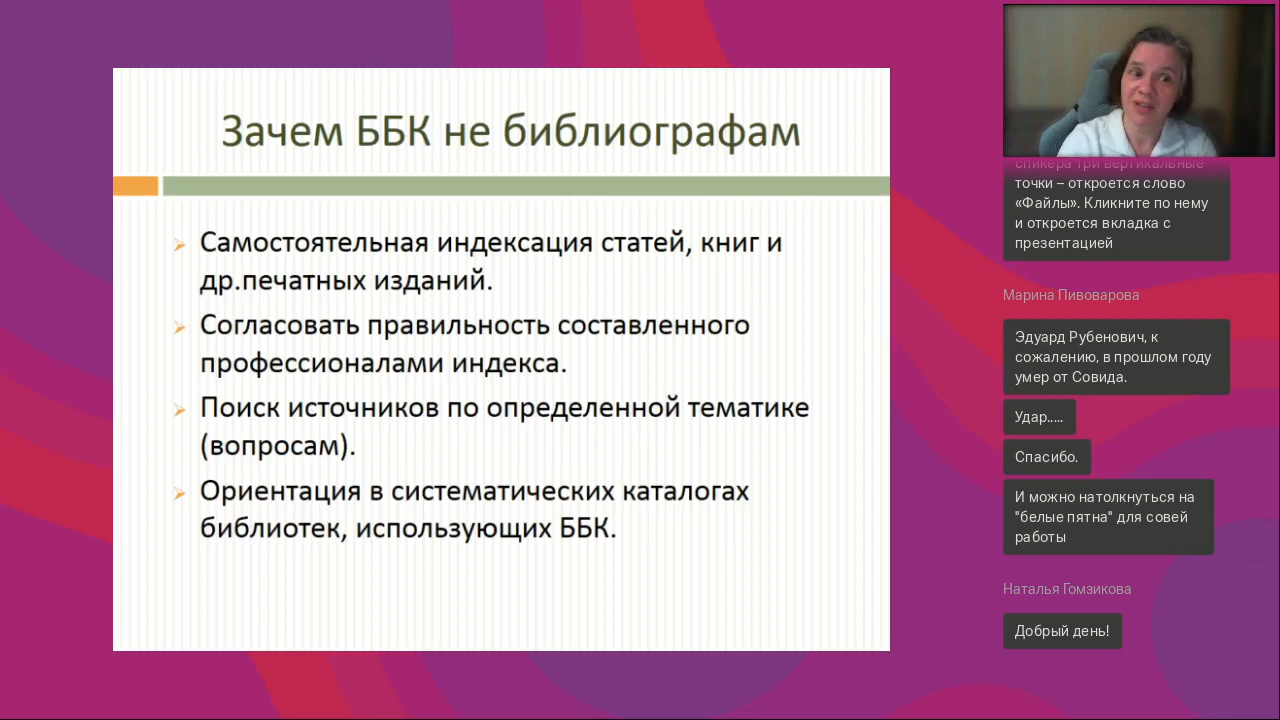 Зачем ББК не библиографам
Самостоятельная индексация статей, книг и
др.печатных изданий.
Согласовать правильность составленного
профессионалами индекса.
Поиск источников по определенной тематике
(вопросам).
Ориентация в систематических каталогах
библиотек, использующих ББК.
спикера три вертикальные
точки – откроется слово
«Файлы». Кликните по нему
и откроется вкладка с
презентацией
Марина Пивоварова
Эдуард Рубенович, к
сожалению, в прошлом году
умер от Совида.
Удар.....
Спасибо.
И можно натолкнуться на
"белые пятна" для совей
работы
Наталья Гомзикова
Добрый день!